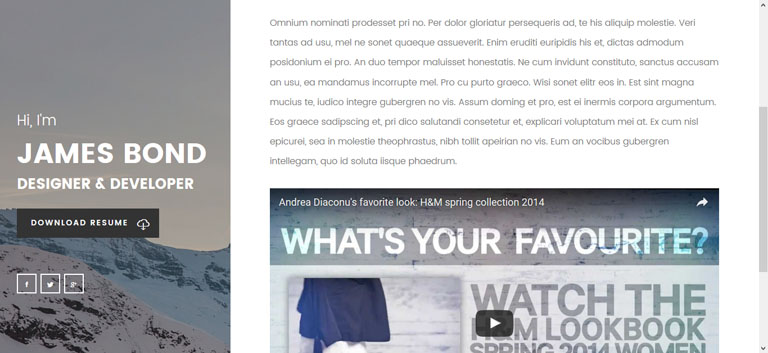 Hi, I'm
JAMES BOND
DESIGNER & DEVELOPER
DOWNLOAD RESUME
f
g+
Omnium nominati prodesset pri no. Per dolor gloriatur persequeris ad, te his aliquip molestie. Veri
tantas ad usu, mel ne sonet quaeque assueverit. Enim eruditi euripidis his et, dictas admodum
posidonium ei pro. An duo tempor maluisset honestatis. Ne cum invidunt constituto, sanctus accusam
an usu, ea mandamus incorrupte mel. Pro cu purto graeco. Wisi sonet elitr eos in. Est sint magna
mucius te, iudico integre gubergren no vis. Assum doming et pro, est ei inermis corpora argumentum.
Eos graece sadipscing et, pri dico salutandi consetetur et, explicari voluptatum mei at. Ex cum nisl
epicurei, sea in molestie theophrastus, nibh tollit apeirian no vis. Eum an vocibus gubergren
intellegam, quo id soluta iisque phaedrum.
Andrea Diaconu's favorite look: H&M spring collection 2014
WHAT'S YOUR FAVOURITE?
WATCH THE
H&M LOOKBOOK
SPRING 2014 WOMEN